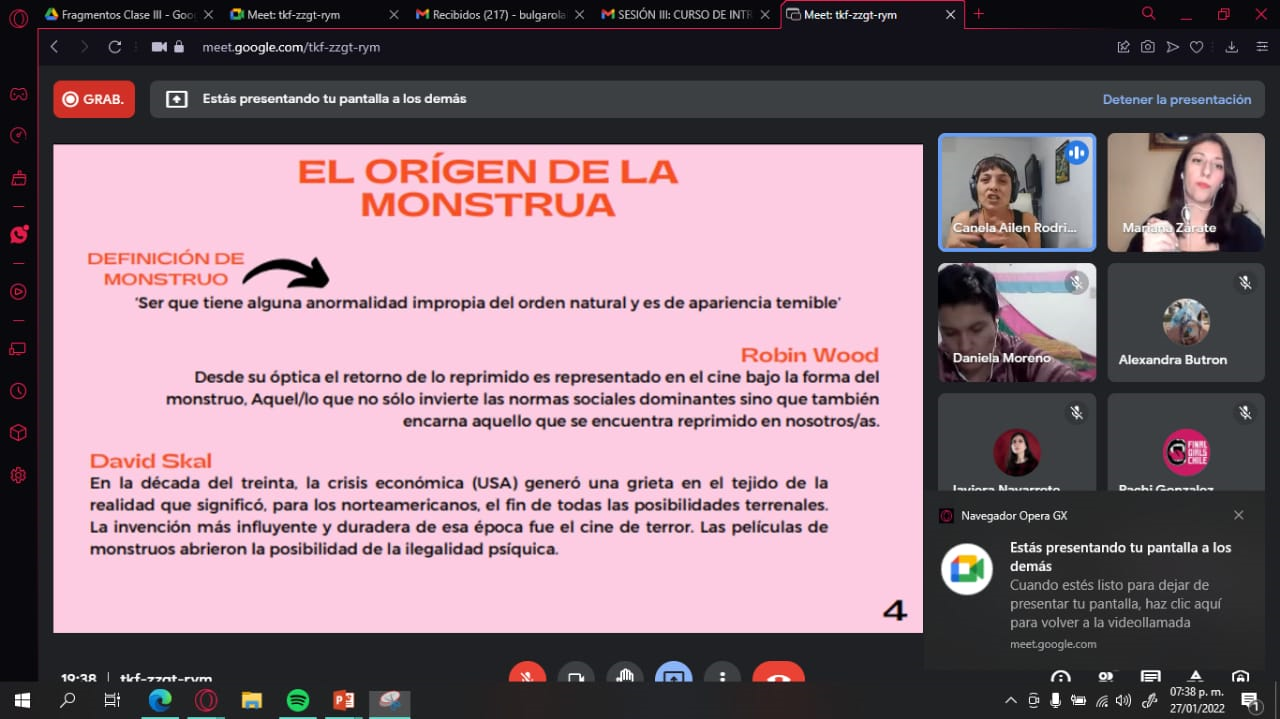 Fragmentos Clase III - Goo
Meet: tkf-zzgt-rym
Recibidos (217) - bulgarola
SESIÓN III: CURSO DE INTR
Meet: tkf-zzgt-rym
meet.google.com/tkf-zzgt-rym
GRAB.
Estás presentando tu pantalla a los demás
Detener la presentación
EL ORÍGEN DE LA
MONSTRUA
DEFINICIÓN DE
MONSTRUO
'Ser que tiene alguna anormalidad impropia del orden natural y es de apariencia temible'
Robin Wood
Desde su óptica el retorno de lo reprimido es representado en el cine bajo la forma del
monstruo, Aquel/lo que no sólo invierte las normas sociales dominantes sino que también
encarna aquello que se encuentra reprimido en nosotros/as.
David Skal
En la década del treinta, la crisis económica (USA) generó una grieta en el tejido de la
realidad que significó, para los norteamericanos, el fin de todas las posibilidades terrenales.
La invención más influyente y duradera de esa época fue el cine de terror. Las películas de
monstruos abrieron la posibilidad de la ilegalidad psíquica.
4
Canela Ailen Rodri...
Mariana Zarate
Daniela Moreno
Alexandra Butron
Javiera Navarrete
FINAL
GIRLS
CHILE
Pachi Gonzalez
Navegador Opera GX
Estás presentando tu pantalla a los
demás
Cuando estés listo para dejar de
presentar tu pantalla, haz clic aquí
para volver a la videollamada
meet.google.com
19:38 | tkf-zzgt-rym
07:38 p. m.
27/01/2022
1